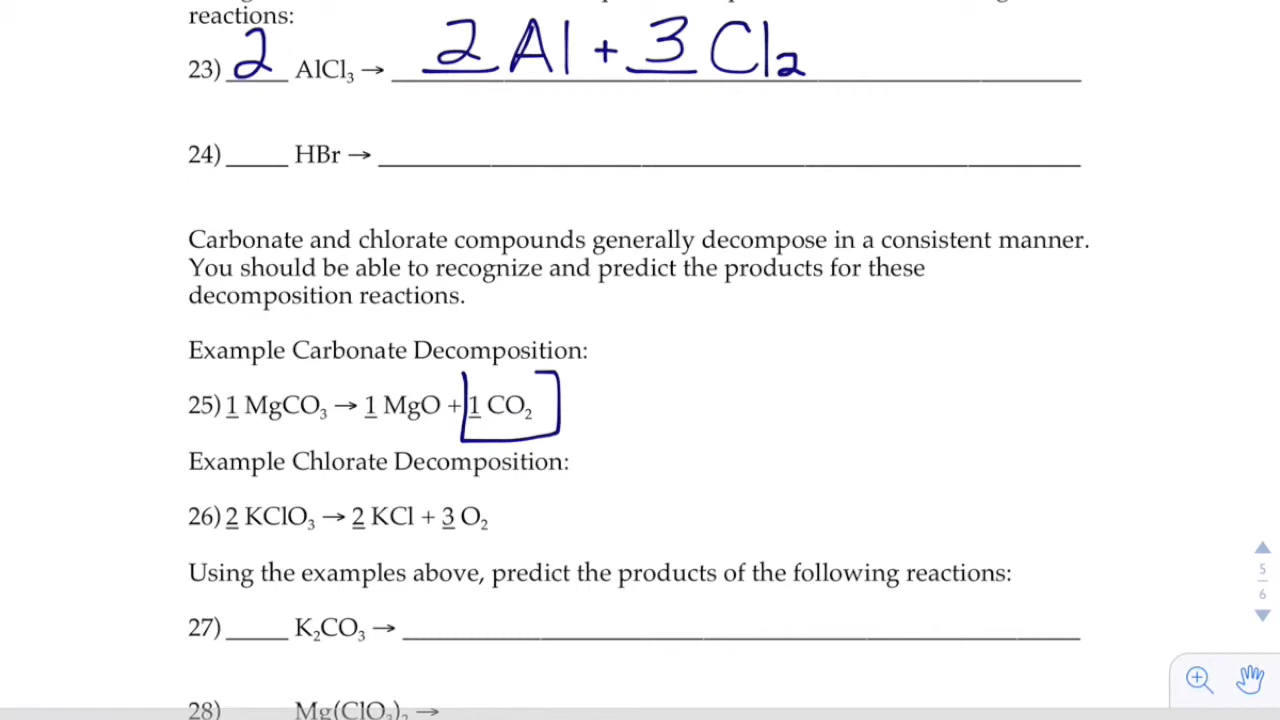 reactions:
23) 2 AlCl₃ → 2 Al + 3 Cl₂
24) _____ HBr → _____
Carbonate and chlorate compounds generally decompose in a consistent manner.
You should be able to recognize and predict the products for these
decomposition reactions.
Example Carbonate Decomposition:
25) 1 MgCO₃ → 1 MgO + 1 CO₂
Example Chlorate Decomposition:
26) 2 KClO₃ → 2 KCl + 3 O₂
Using the examples above, predict the products of the following reactions:
27) _____ K₂CO₃ → _____
5
6
28) Mg(ClO₃)₂ →